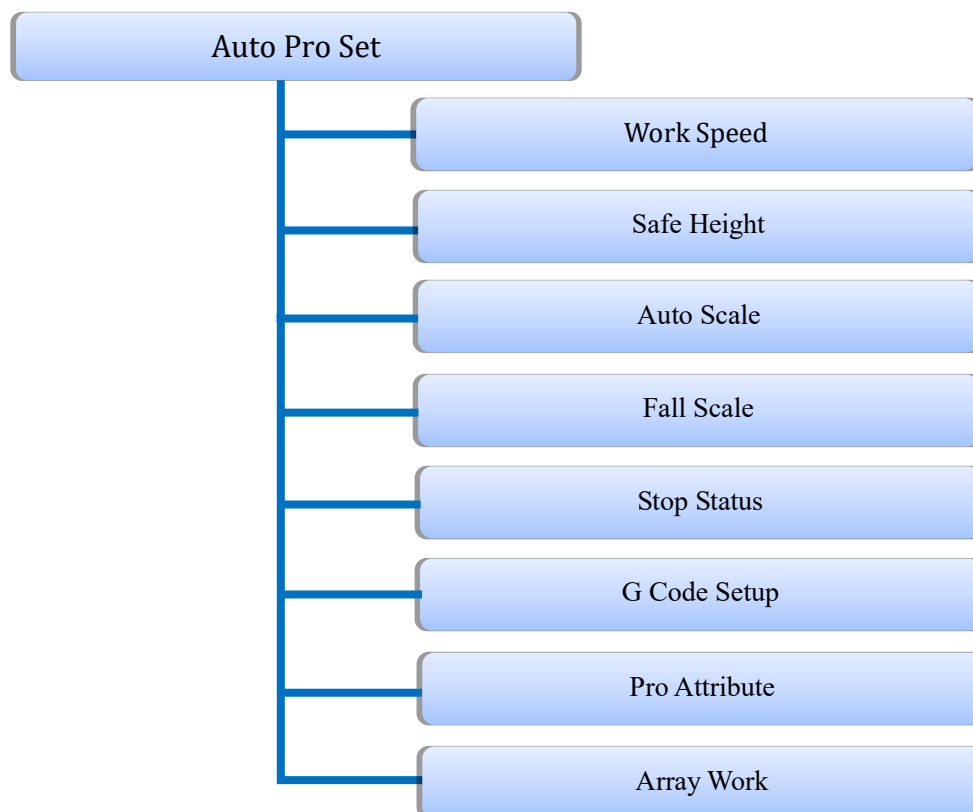 Auto Pro Set
Work Speed
Safe Height
Auto Scale
Fall Scale
Stop Status
G Code Setup
Pro Attribute
Array Work